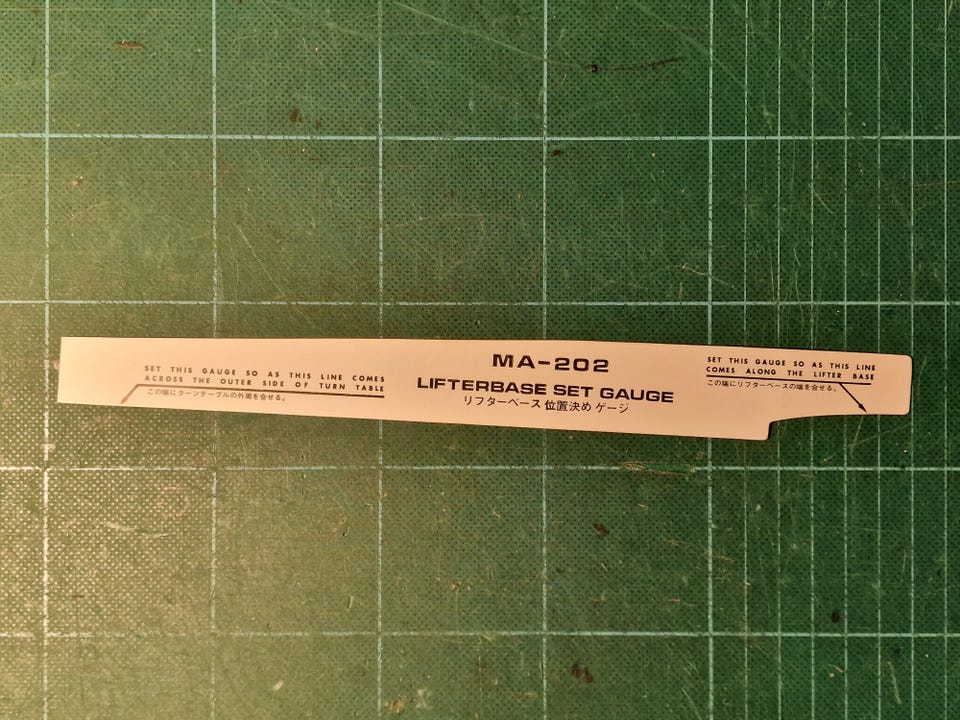 MA-202
LIFTERBASE SET GAUGE
リフターベース 位置決め ゲージ
SET THIS GAUGE SO AS THIS LINE COMES
ACROSS THE OUTER SIDE OF TURN TABLE
この端にターンテーブルの外周を合せる。
SET THIS GAUGE SO AS THIS LINE
COMES ALONG THE LIFTER BASE
この端にリフターベースの端を合せる。